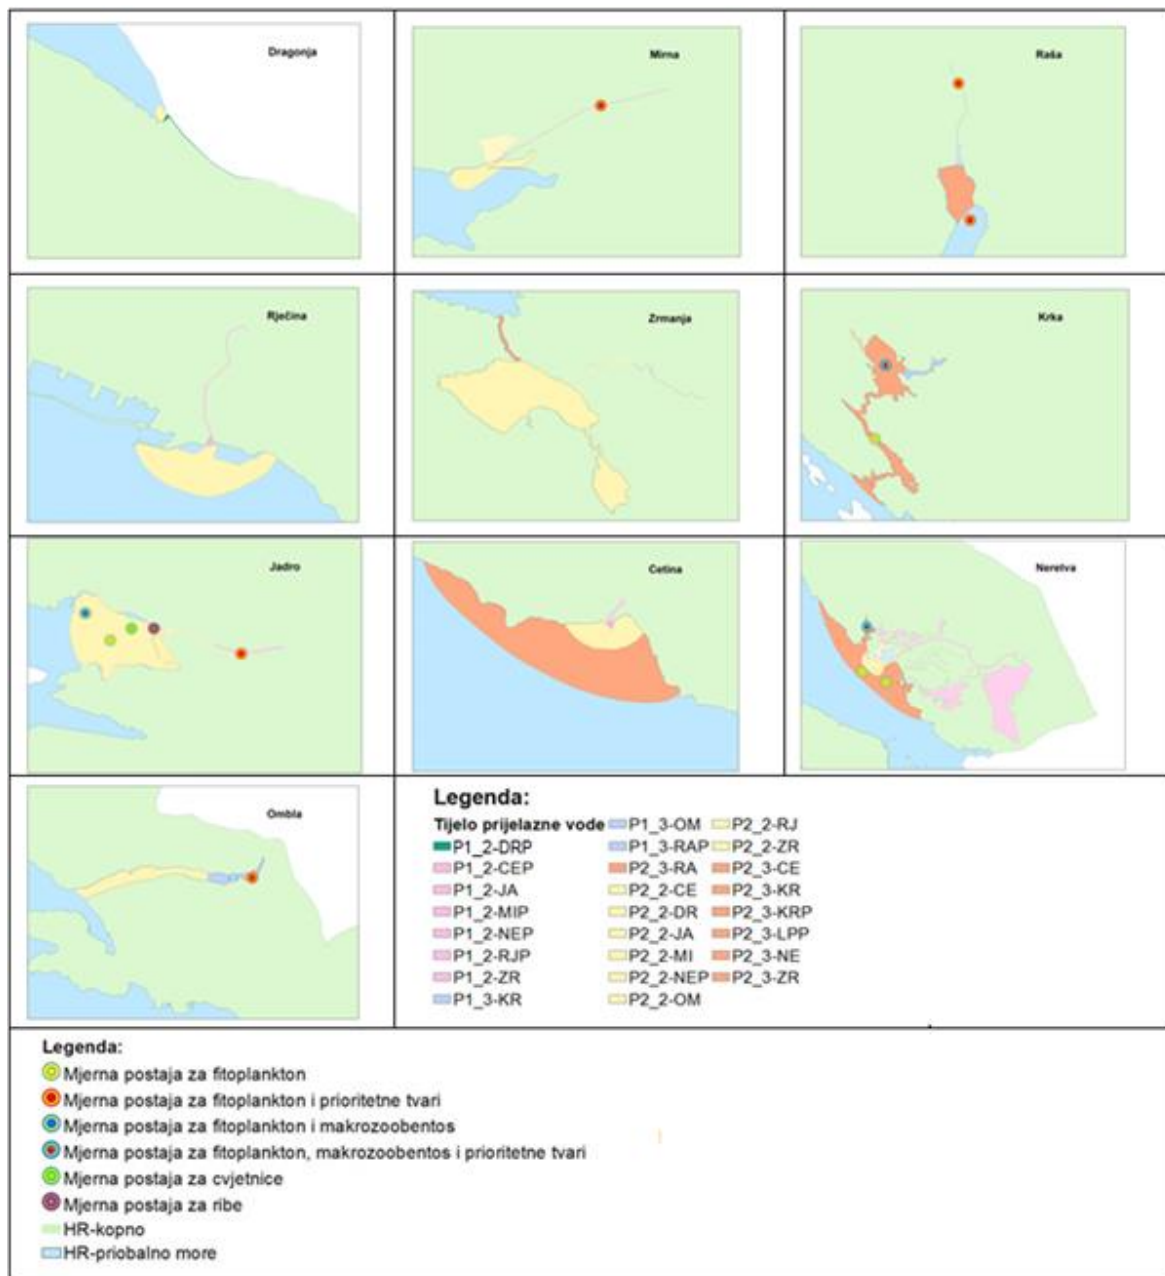 Dragonja
Mirna
Raša
Rječina
Zrmanja
Krka
Jadro
Cetina
Neretva
Ombla
Legenda:
Tijelo prijelazne vode
P1_2-DRP
P1_2-CEP
P1_2-JA
P1_2-MIP
P1_2-NEP
P1_2-RJP
P1_2-ZR
P1_3-KR
P1_3-OM
P1_3-RAP
P2_3-RA
P2_2-CE
P2_2-DR
P2_2-JA
P2_2-MI
P2_2-NEP
P2_2-OM
P2_2-RJ
P2_2-ZR
P2_3-CE
P2_3-KR
P2_3-KRP
P2_3-LPP
P2_3-NE
P2_3-ZR
Legenda:
Mjerna postaja za fitoplankton
Mjerna postaja za fitoplankton i prioritetne tvari
Mjerna postaja za fitoplankton i makrozoobentos
Mjerna postaja za fitoplankton, makrozoobentos i prioritetne tvari
Mjerna postaja za cvjetnice
Mjerna postaja za ribe
HR-kopno
HR-priobalno more